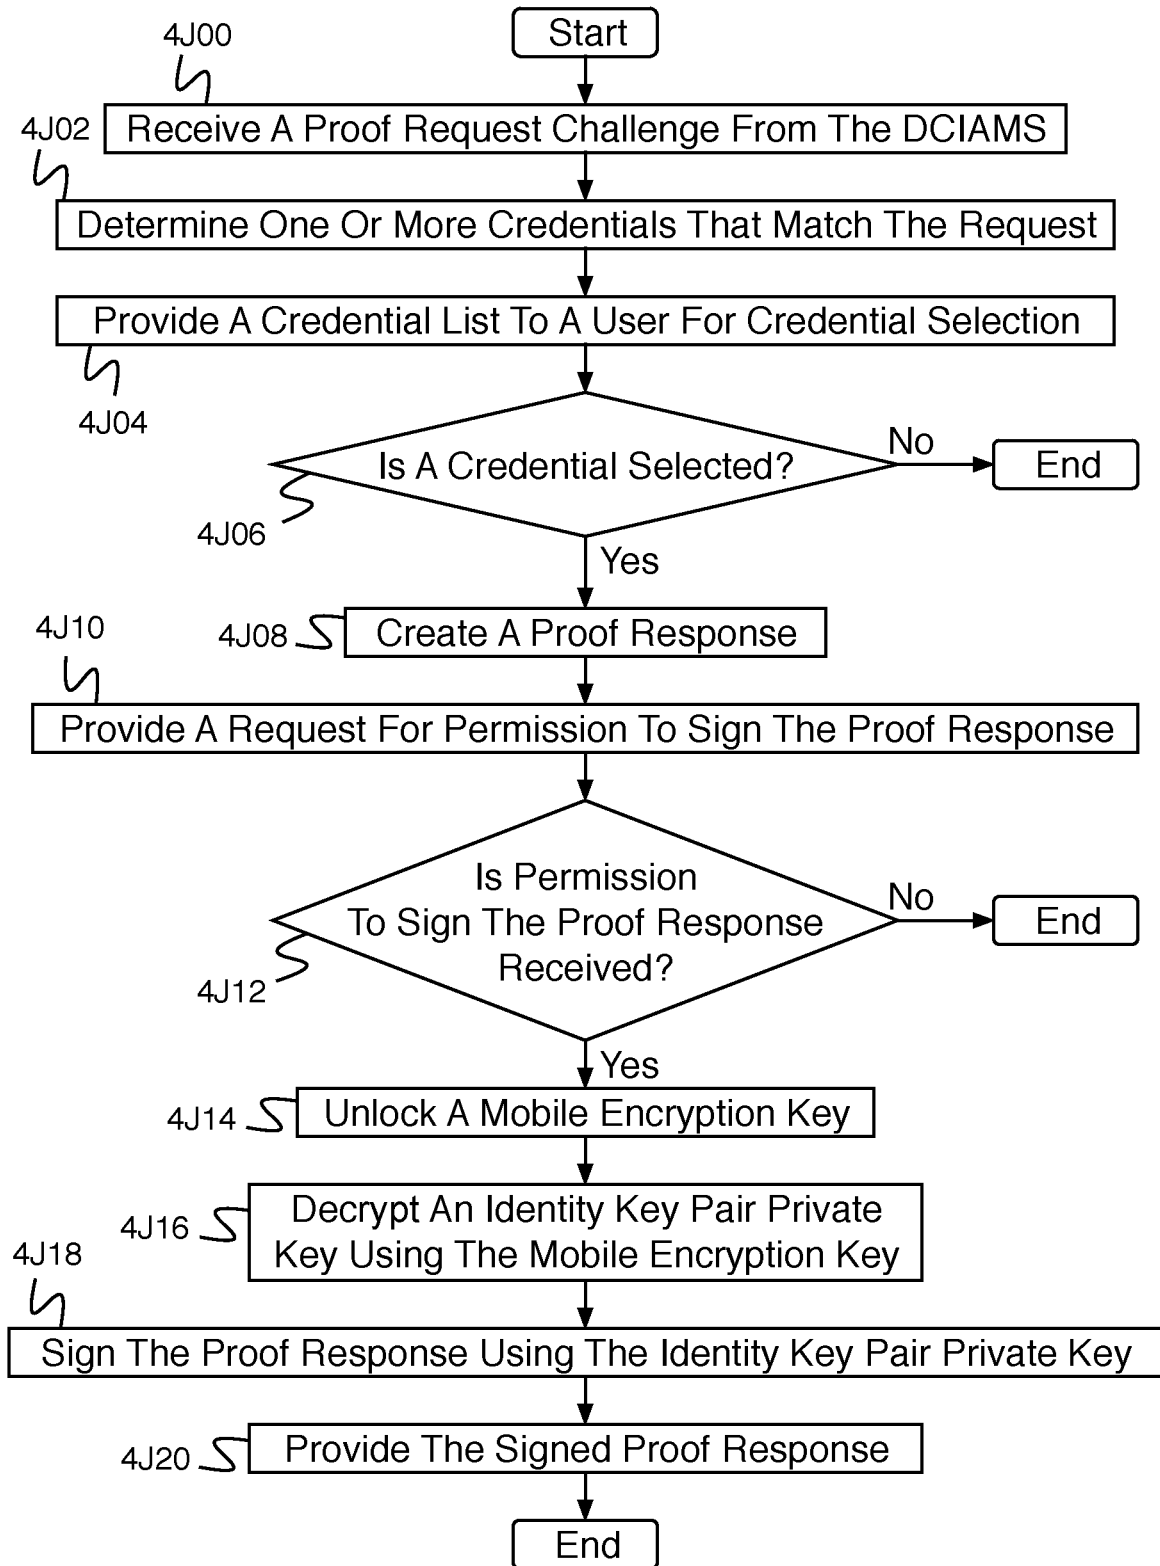 Start
4J00
Receive A Proof Request Challenge From The DCIAMS
4J02
Determine One Or More Credentials That Match The Request
Provide A Credential List To A User For Credential Selection
4J04
Is A Credential Selected?
No
End
4J06
Yes
4J08
Create A Proof Response
4J10
Provide A Request For Permission To Sign The Proof Response
Is Permission
To Sign The Proof Response
Received?
No
End
4J12
Yes
4J14
Unlock A Mobile Encryption Key
4J16
Decrypt An Identity Key Pair Private
Key Using The Mobile Encryption Key
4J18
Sign The Proof Response Using The Identity Key Pair Private Key
4J20
Provide The Signed Proof Response
End